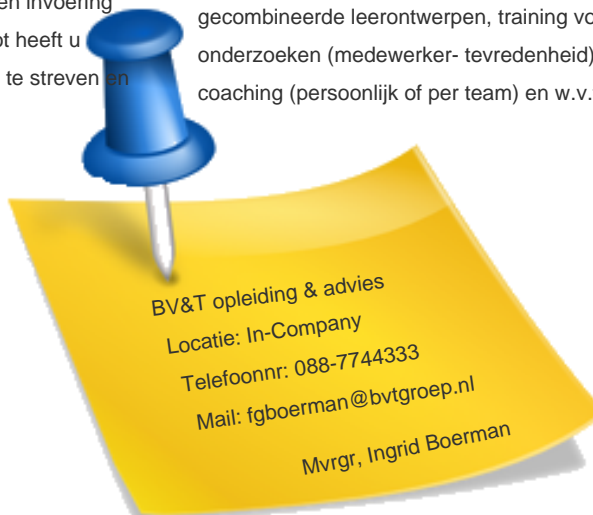 en invoering
ot heeft u
te streven en
gecombineerde leerontwerpen, training vo
onderzoeken (medewerker- tevredenheid)
coaching (persoonlijk of per team) en w.v.
BV&T opleiding & advies
Locatie: In-Company
Telefoonnr: 088-7744333
Mail: fgboerman@bvtgroep.nl
Mvrgr, Ingrid Boerman